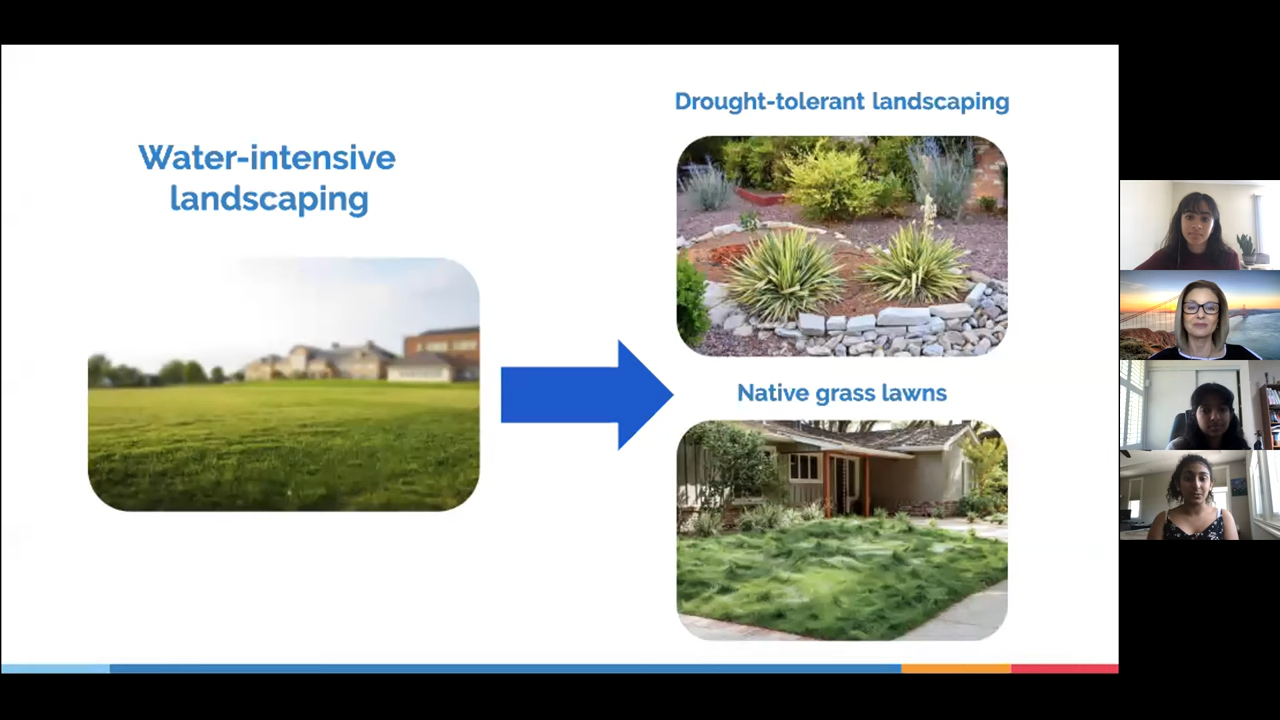 Water-intensive
landscaping
Drought-tolerant landscaping
Native grass lawns